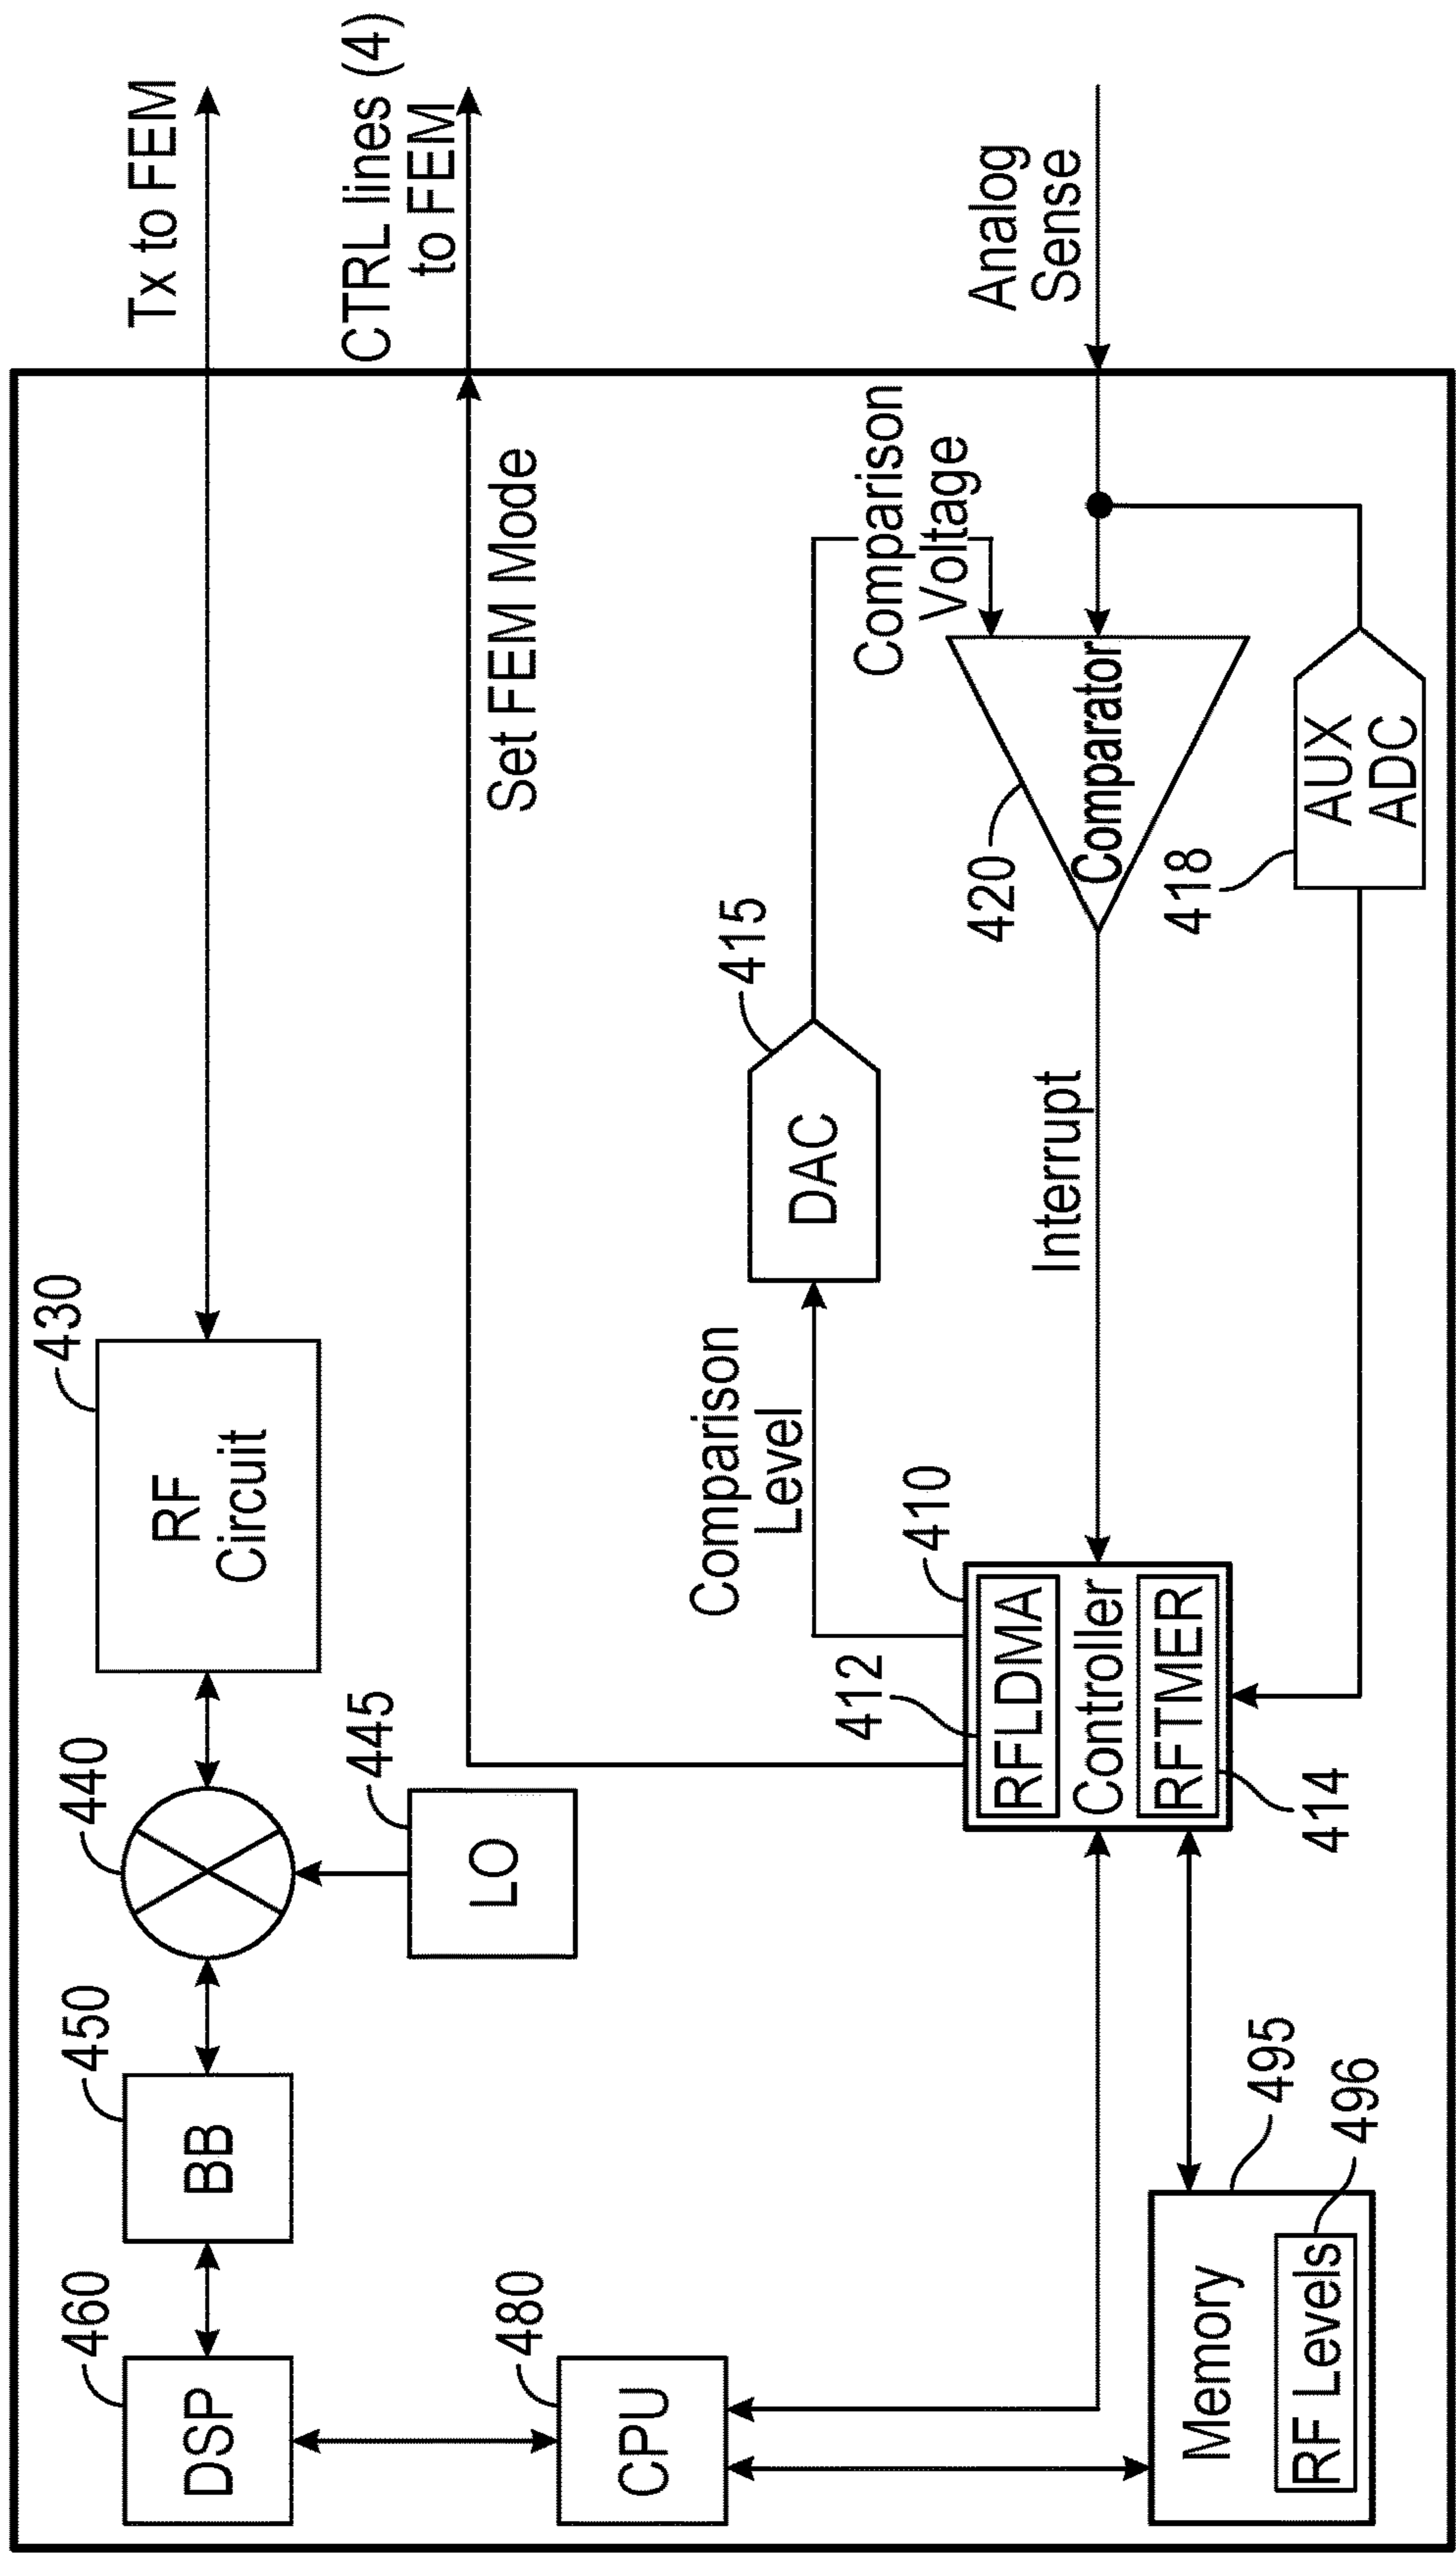 Tx to FEM
CTRL lines (4)
to FEM
Analog
Sense
Set FEM Mode
Comparison
Voltage
Comparator
420
AUX
ADC
418
415
DAC
Interrupt
Comparison
Level
430
RF
Circuit
410
RFLDMA
Controller
RFTMER
412
414
440
445
LO
450
BB
460
DSP
480
CPU
495
496
Memory
RF Levels